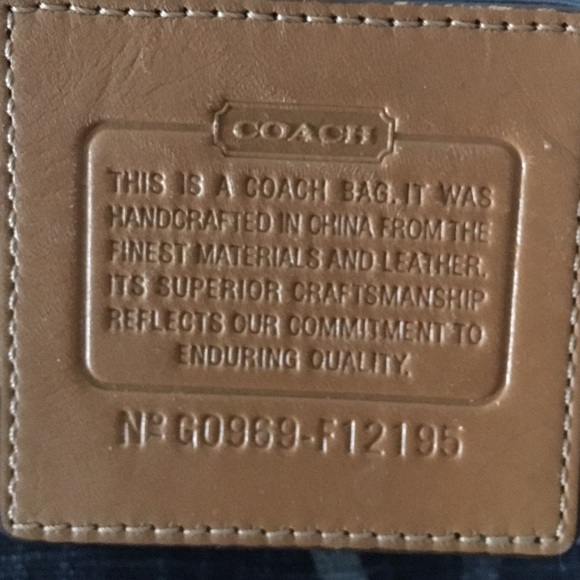 COACH
THIS IS A COACH BAG. IT WAS
HANDCRAFTED IN CHINA FROM THE
FINEST MATERIALS AND LEATHER.
ITS SUPERIOR CRAFTSMANSHIP
REFLECTS OUR COMMITMENT TO
ENDURING QUALITY.
Nº G0969-F12195